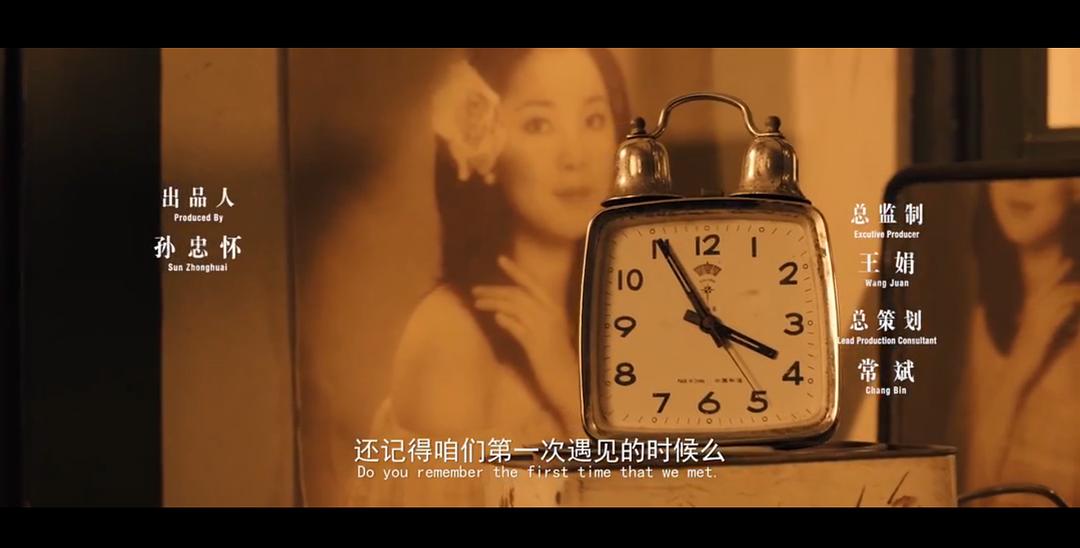 出品人
Produced By
孙忠怀
Sun Zhonghuai
总监制
Excutive Producer
王娟
Wang Juan
总策划
Lead Production Consultant
常斌
Chang Bin
12
1
2
3
4
5
6
7
8
9
10
11
还记得咱们第一次遇见的时候么
Do you remember the first time that we met.